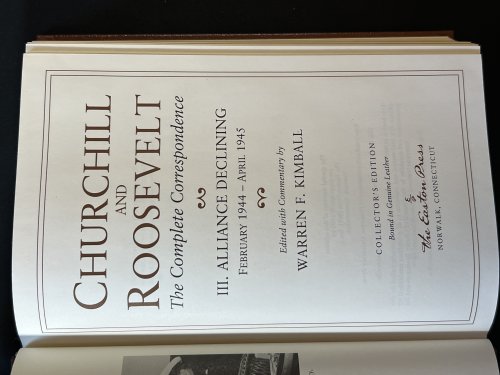 CHURCHILL
AND
ROOSEVELT
The Complete Correspondence
III. ALLIANCE DECLINING
FEBRUARY 1944 – APRIL 1945
Edited with Commentary by
WARREN F. KIMBALL
COLLECTOR'S EDITION
Bound in Genuine Leather
The Easton Press
NORWALK, CONNECTICUT